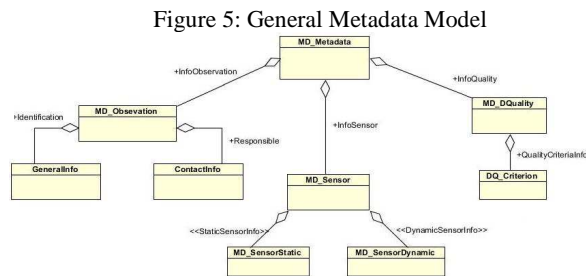 Figure 5: General Metadata Model
MD_Metadata
+InfoObservation
+InfoQuality
+Identification
MD_Obsevation
+InfoSensor
MD_DQuality
+Responsible
+QualityCriteriaInfo
GeneralInfo
ContactInfo
MD_Sensor
DQ_Criterion
<<StaticSensorInfo>>
<<DynamicSensorInfo>>
MD_SensorStatic
MD_SensorDynamic